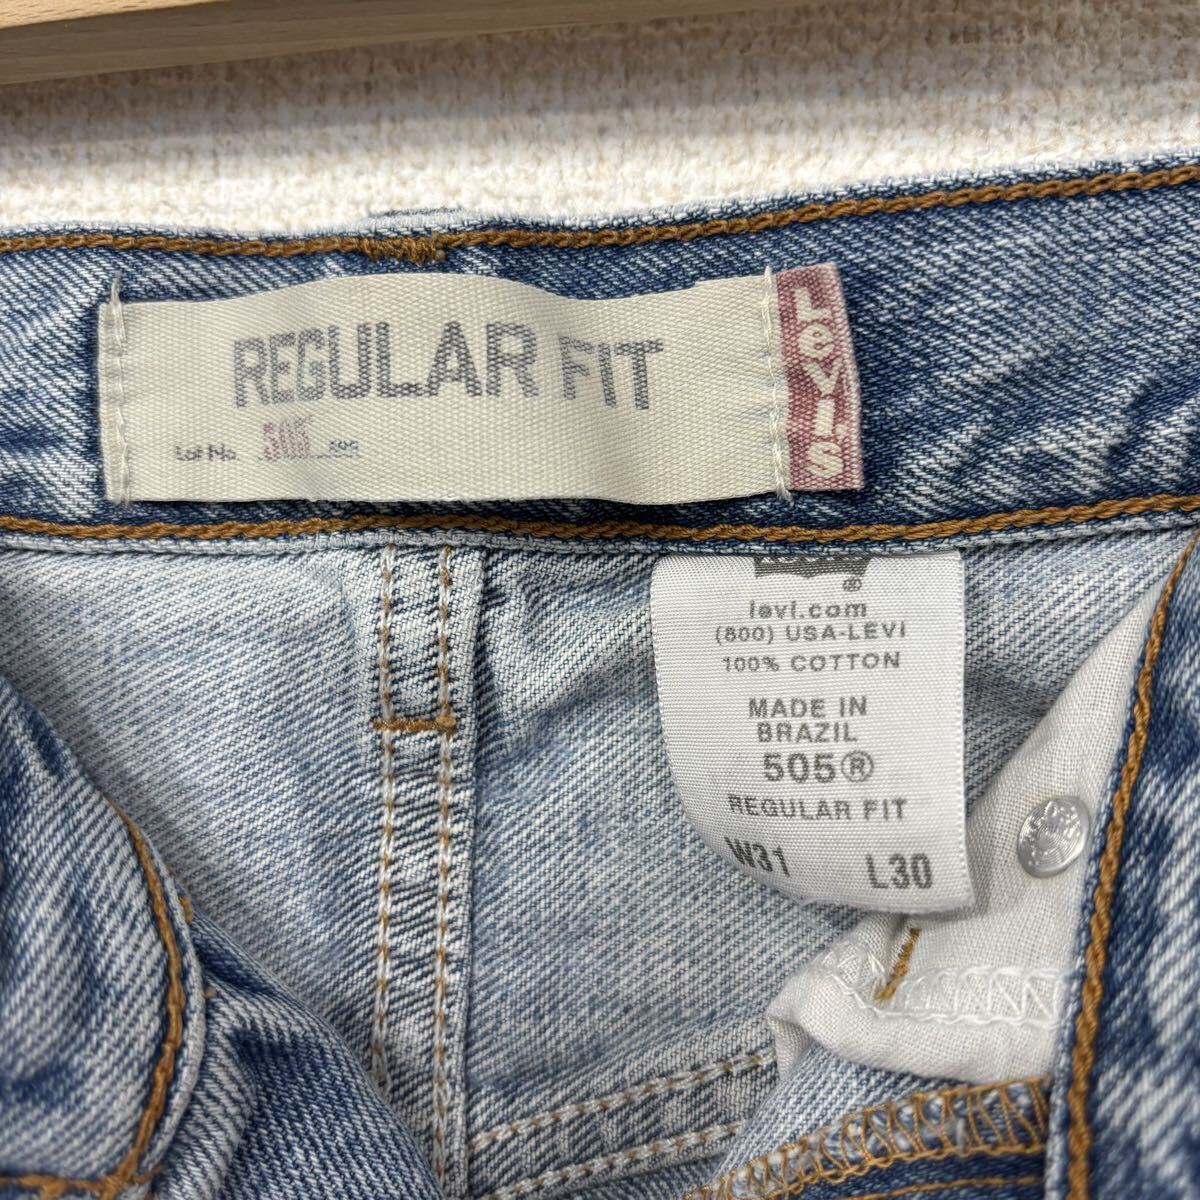 REGULAR FIT
Lot No. 505
LEVI'S
levi.com
(800) USA-LEVI
100% COTTON
MADE IN
BRAZIL
505®
REGULAR FIT
W31 L30